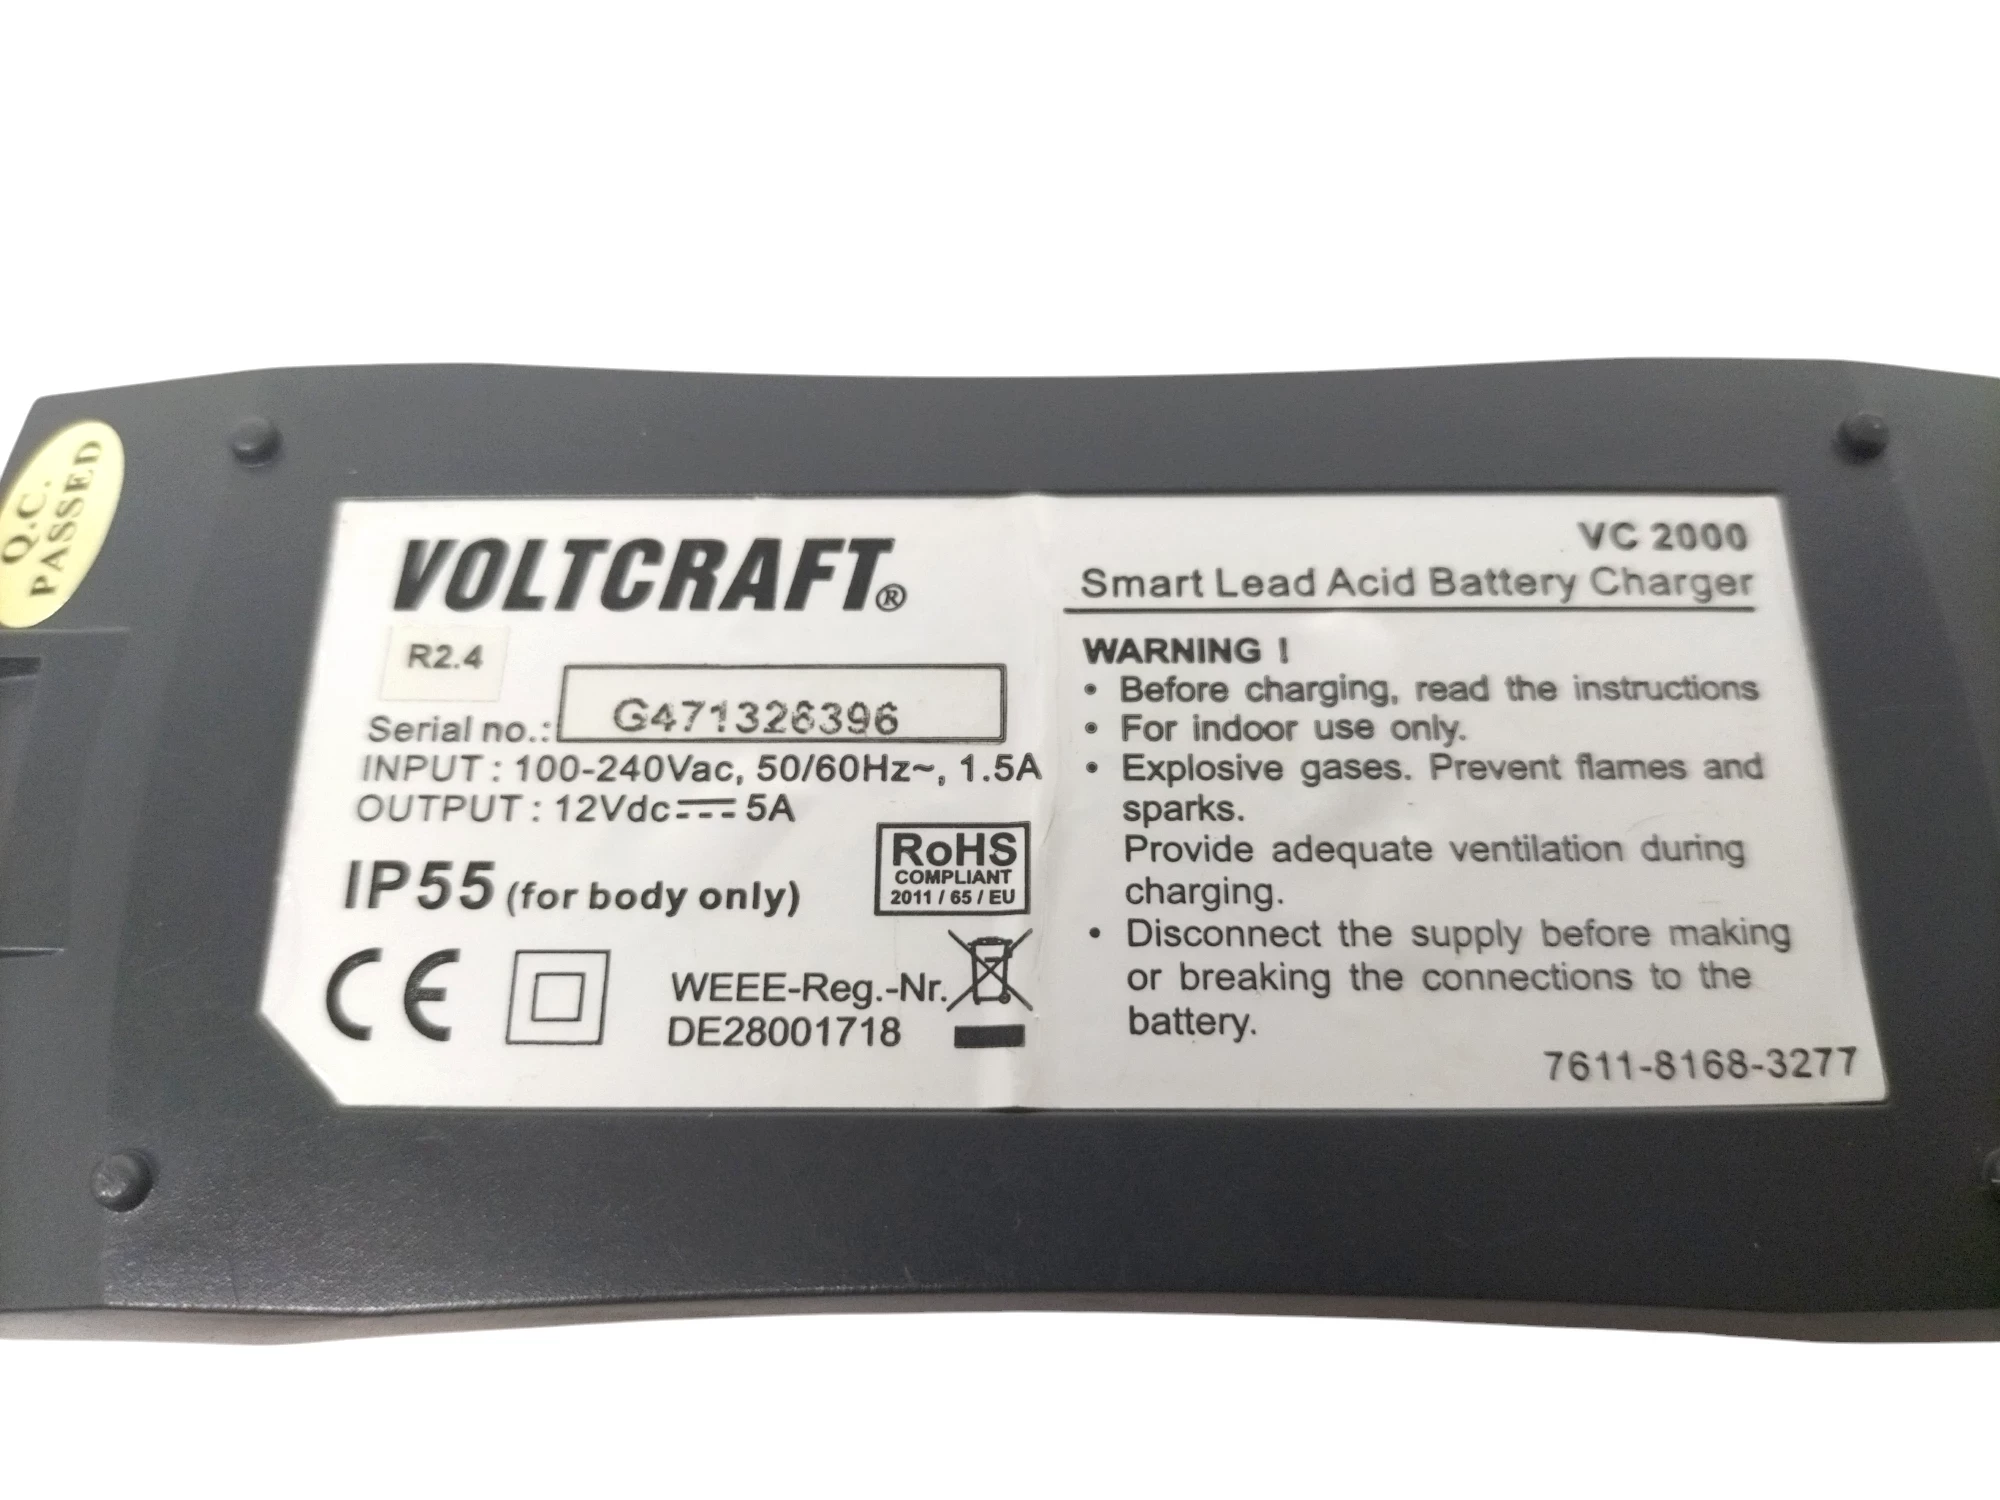 Q.C.
PASSED
VOLTCRAFT®
R2.4
Serial no.: G471326396
INPUT : 100-240Vac, 50/60Hz~, 1.5A
OUTPUT : 12Vdc⎓5A
IP55 (for body only)
RoHS
COMPLIANT
2011 / 65 / EU
CE
WEEE-Reg.-Nr.
DE28001718
VC 2000
Smart Lead Acid Battery Charger
WARNING !
• Before charging, read the instructions
• For indoor use only.
• Explosive gases. Prevent flames and
sparks.
Provide adequate ventilation during
charging.
• Disconnect the supply before making
or breaking the connections to the
battery.
7611-8168-3277